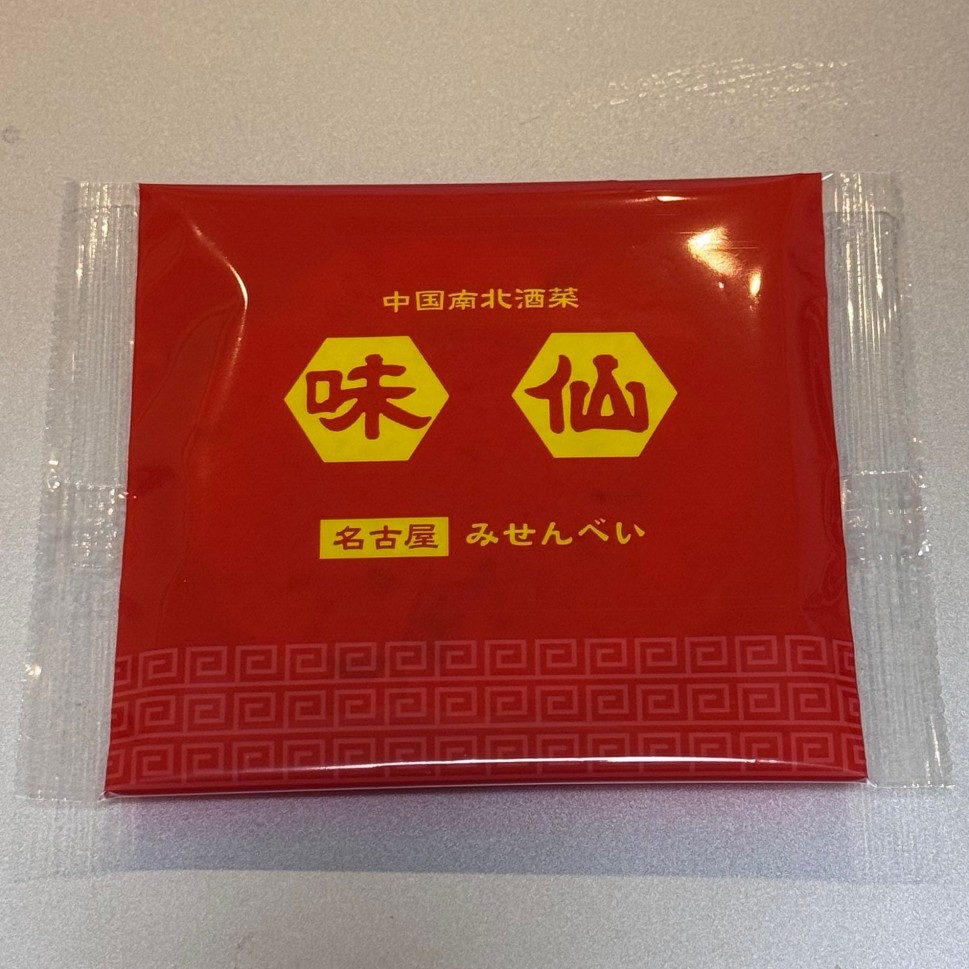 中国南北酒菜
味仙
名古屋 みせんべい